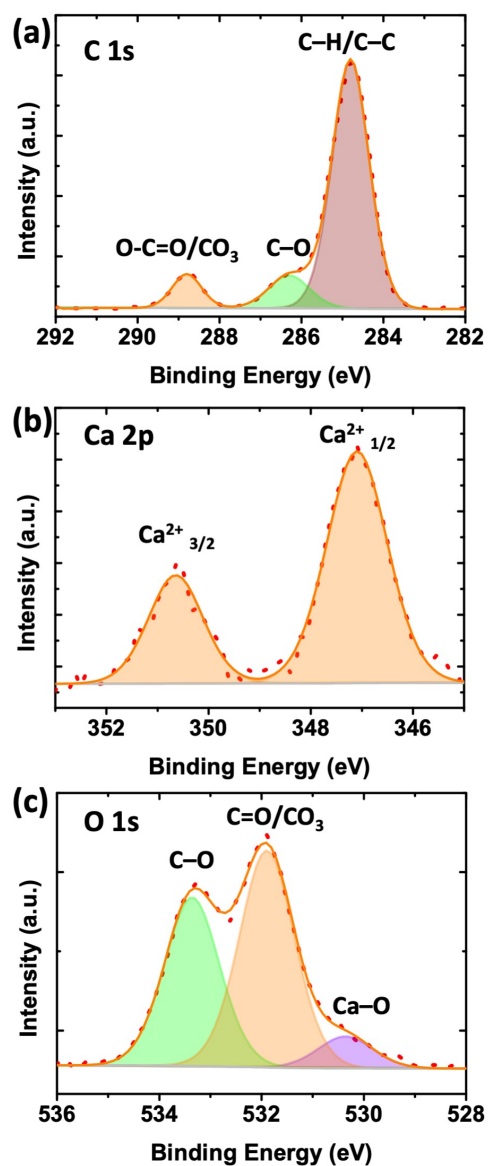 (a)
C 1s
C–H/C–C
O-C=O/CO3
C–O
Intensity (a.u.)
292 290 288 286 284 282
Binding Energy (eV)
(b)
Ca 2p
Ca2+ 1/2
Ca2+ 3/2
Intensity (a.u.)
352 350 348 346
Binding Energy (eV)
(c)
O 1s
C=O/CO3
C–O
Ca–O
Intensity (a.u.)
536 534 532 530 528
Binding Energy (eV)